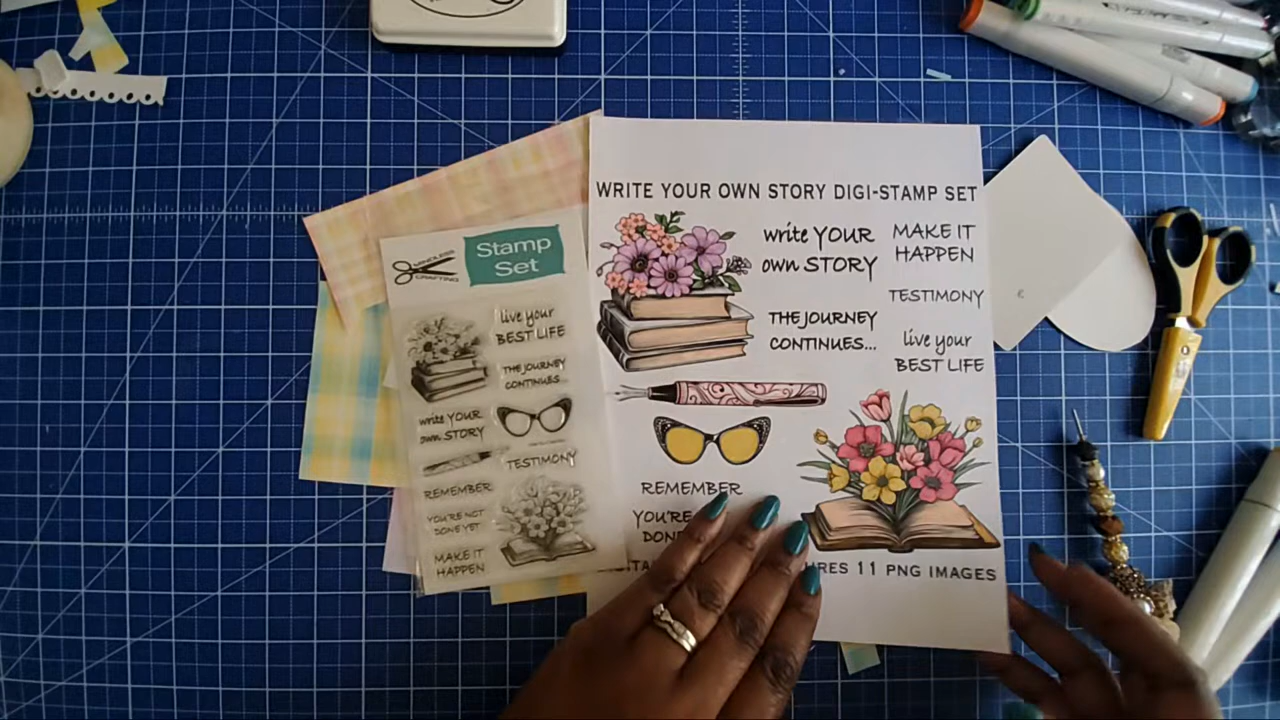 Stamp
Set
CRAFTING
live your
BEST LIFE
THE JOURNEY
CONTINUES...
write YOUR
own STORY
TESTIMONY
REMEMBER
YOU'RE NOT
DONE YET
MAKE IT
HAPPEN
WRITE YOUR OWN STORY DIGI-STAMP SET
write YOUR
own STORY
MAKE IT
HAPPEN
TESTIMONY
THE JOURNEY
CONTINUES...
live your
BEST LIFE
REMEMBER
YOU'RE
11 PNG IMAGES